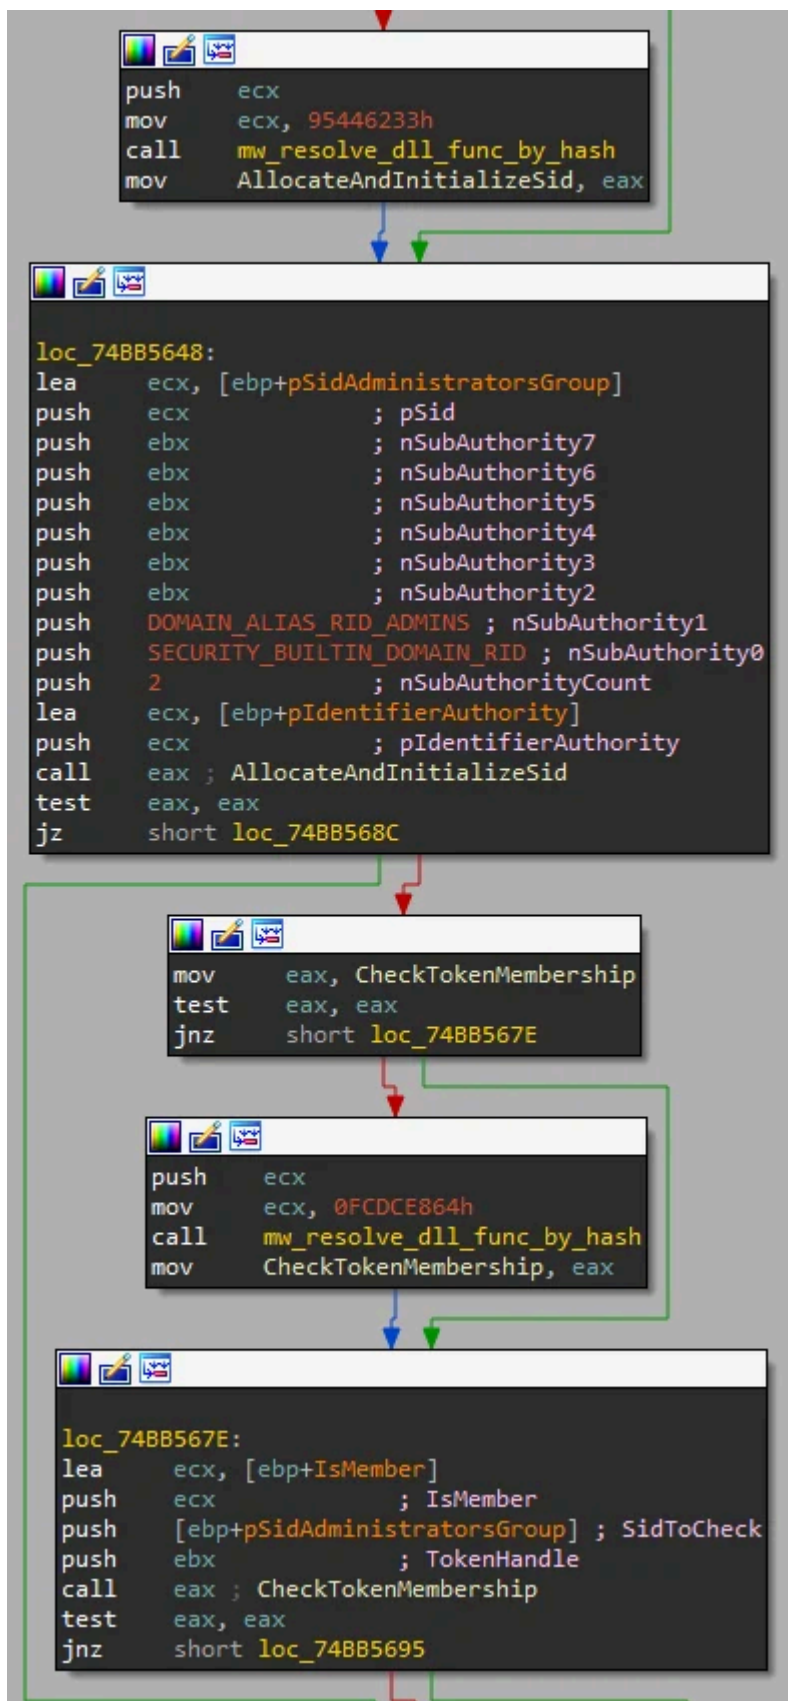 push ecx
mov ecx, 95446233h
call mw_resolve_dll_func_by_hash
mov AllocateAndInitializeSid, eax
loc_74BB5648:
lea ecx, [ebp+pSidAdministratorsGroup]
push ecx ; pSid
push ebx ; nSubAuthority7
push ebx ; nSubAuthority6
push ebx ; nSubAuthority5
push ebx ; nSubAuthority4
push ebx ; nSubAuthority3
push ebx ; nSubAuthority2
push DOMAIN_ALIAS_RID_ADMINS ; nSubAuthority1
push SECURITY_BUILTIN_DOMAIN_RID ; nSubAuthority0
push 2 ; nSubAuthorityCount
lea ecx, [ebp+pIdentifierAuthority]
push ecx ; pIdentifierAuthority
call eax ; AllocateAndInitializeSid
test eax, eax
jz short loc_74BB568C
mov eax, CheckTokenMembership
test eax, eax
jnz short loc_74BB567E
push ecx
mov ecx, 0FCDCE864h
call mw_resolve_dll_func_by_hash
mov CheckTokenMembership, eax
loc_74BB567E:
lea ecx, [ebp+IsMember]
push ecx ; IsMember
push [ebp+pSidAdministratorsGroup] ; SidToCheck
push ebx ; TokenHandle
call eax ; CheckTokenMembership
test eax, eax
jnz short loc_74BB5695